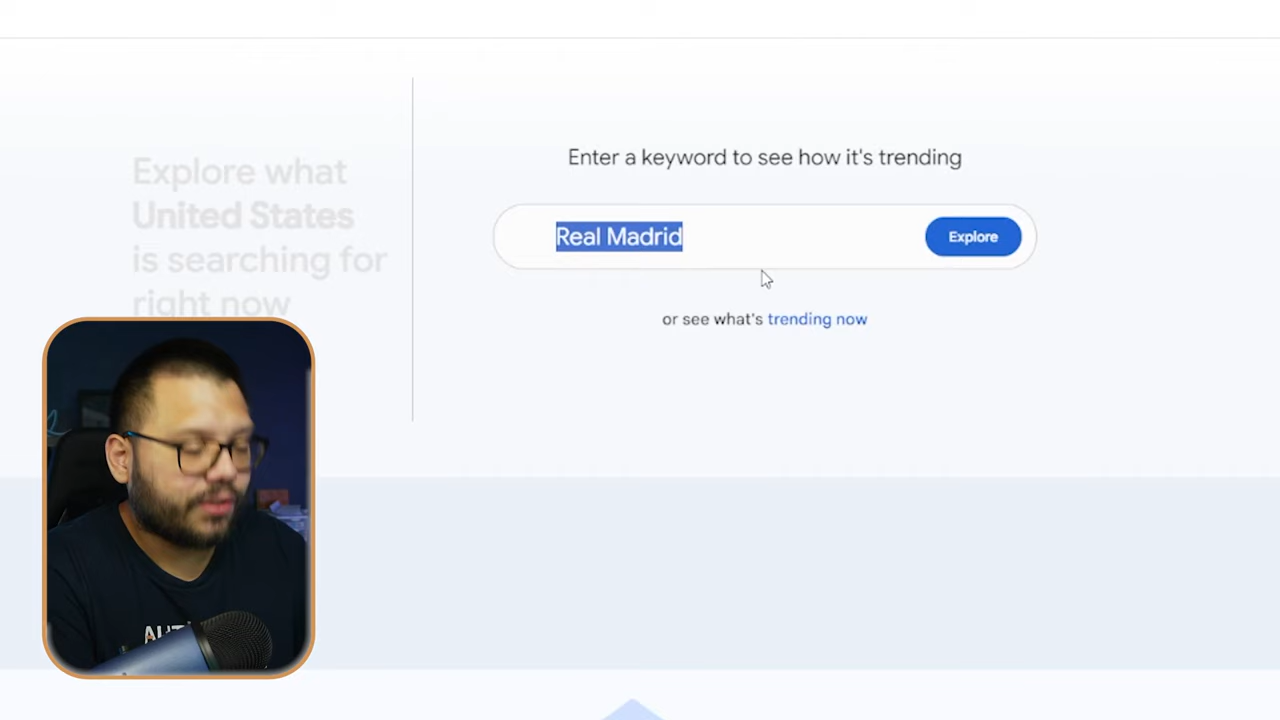 Explore what
United States
is searching for
right now
Enter a keyword to see how it's trending
Real Madrid
Explore
or see what's trending now